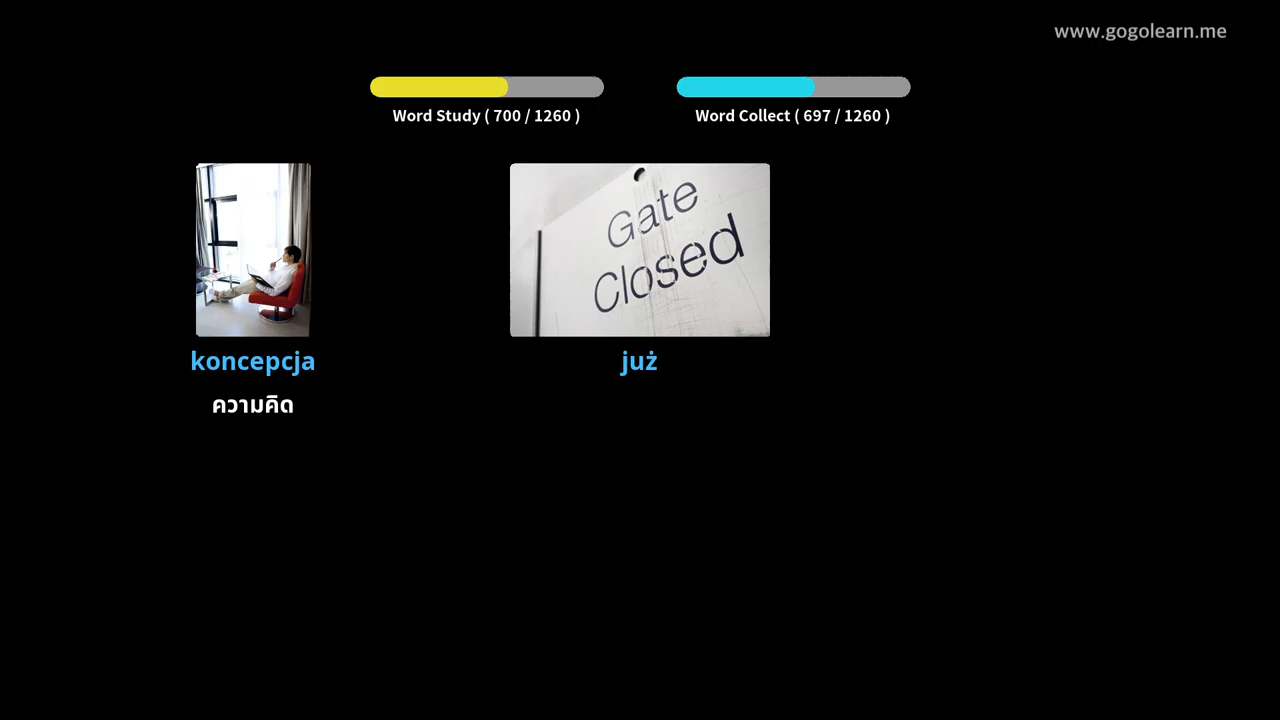 www.gogolearn.me
Word Study ( 700 / 1260 )
Word Collect ( 697 / 1260 )
Gate
Closed
koncepcja
już
ความคิด